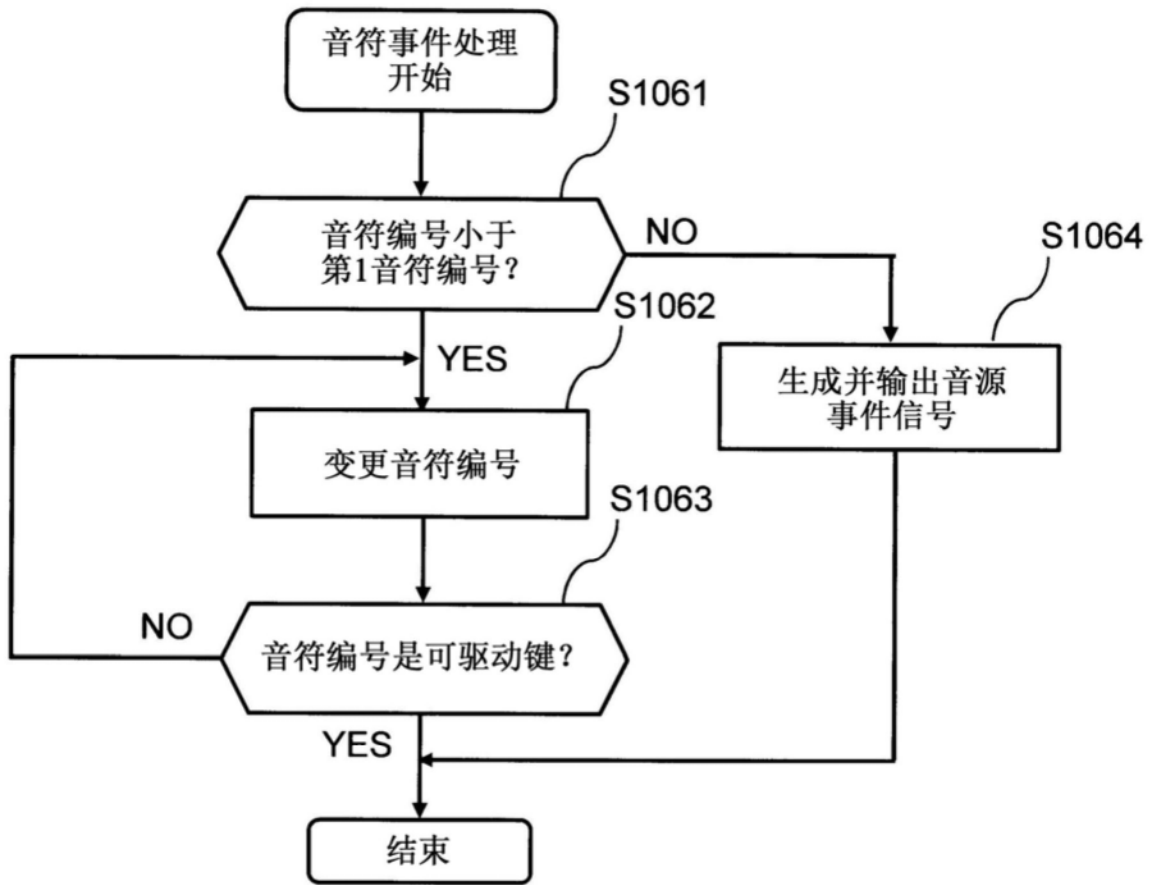 音符事件处理
开始
S1061
音符编号小于
第1音符编号？
NO
S1064
S1062
YES
生成并输出音源
事件信号
变更音符编号
S1063
NO
音符编号是可驱动键？
YES
结束